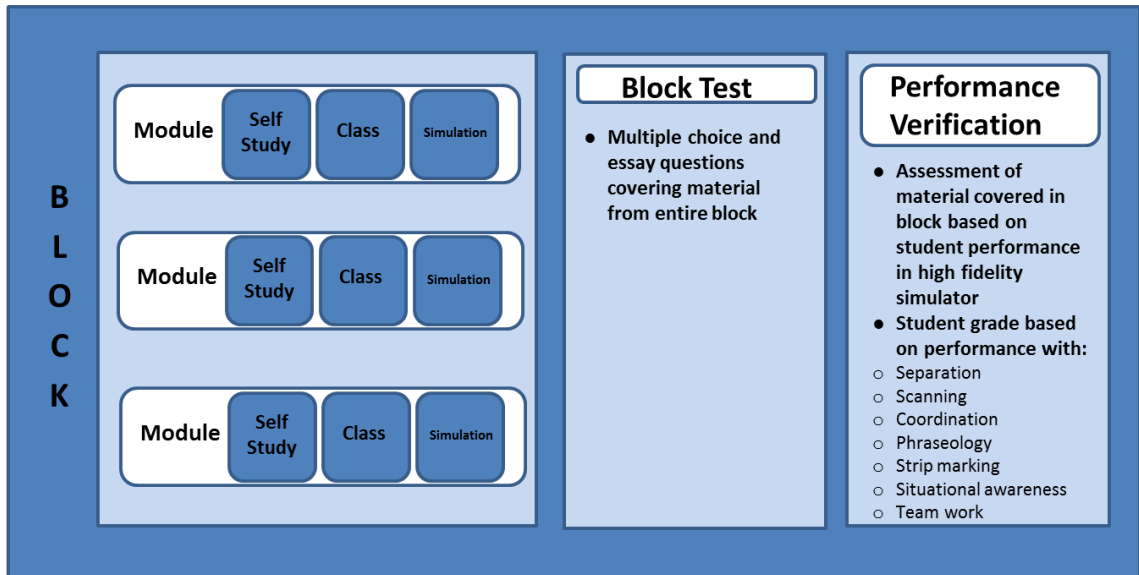 B
L
O
C
K
Module
Self
Study
Class
Simulation
Module
Self
Study
Class
Simulation
Module
Self
Study
Class
Simulation
Block Test
● Multiple choice and
essay questions
covering material
from entire block
Performance
Verification
● Assessment of
material covered in
block based on
student performance
in high fidelity
simulator
● Student grade based
on performance with:
○ Separation
○ Scanning
○ Coordination
○ Phraseology
○ Strip marking
○ Situational awareness
○ Team work